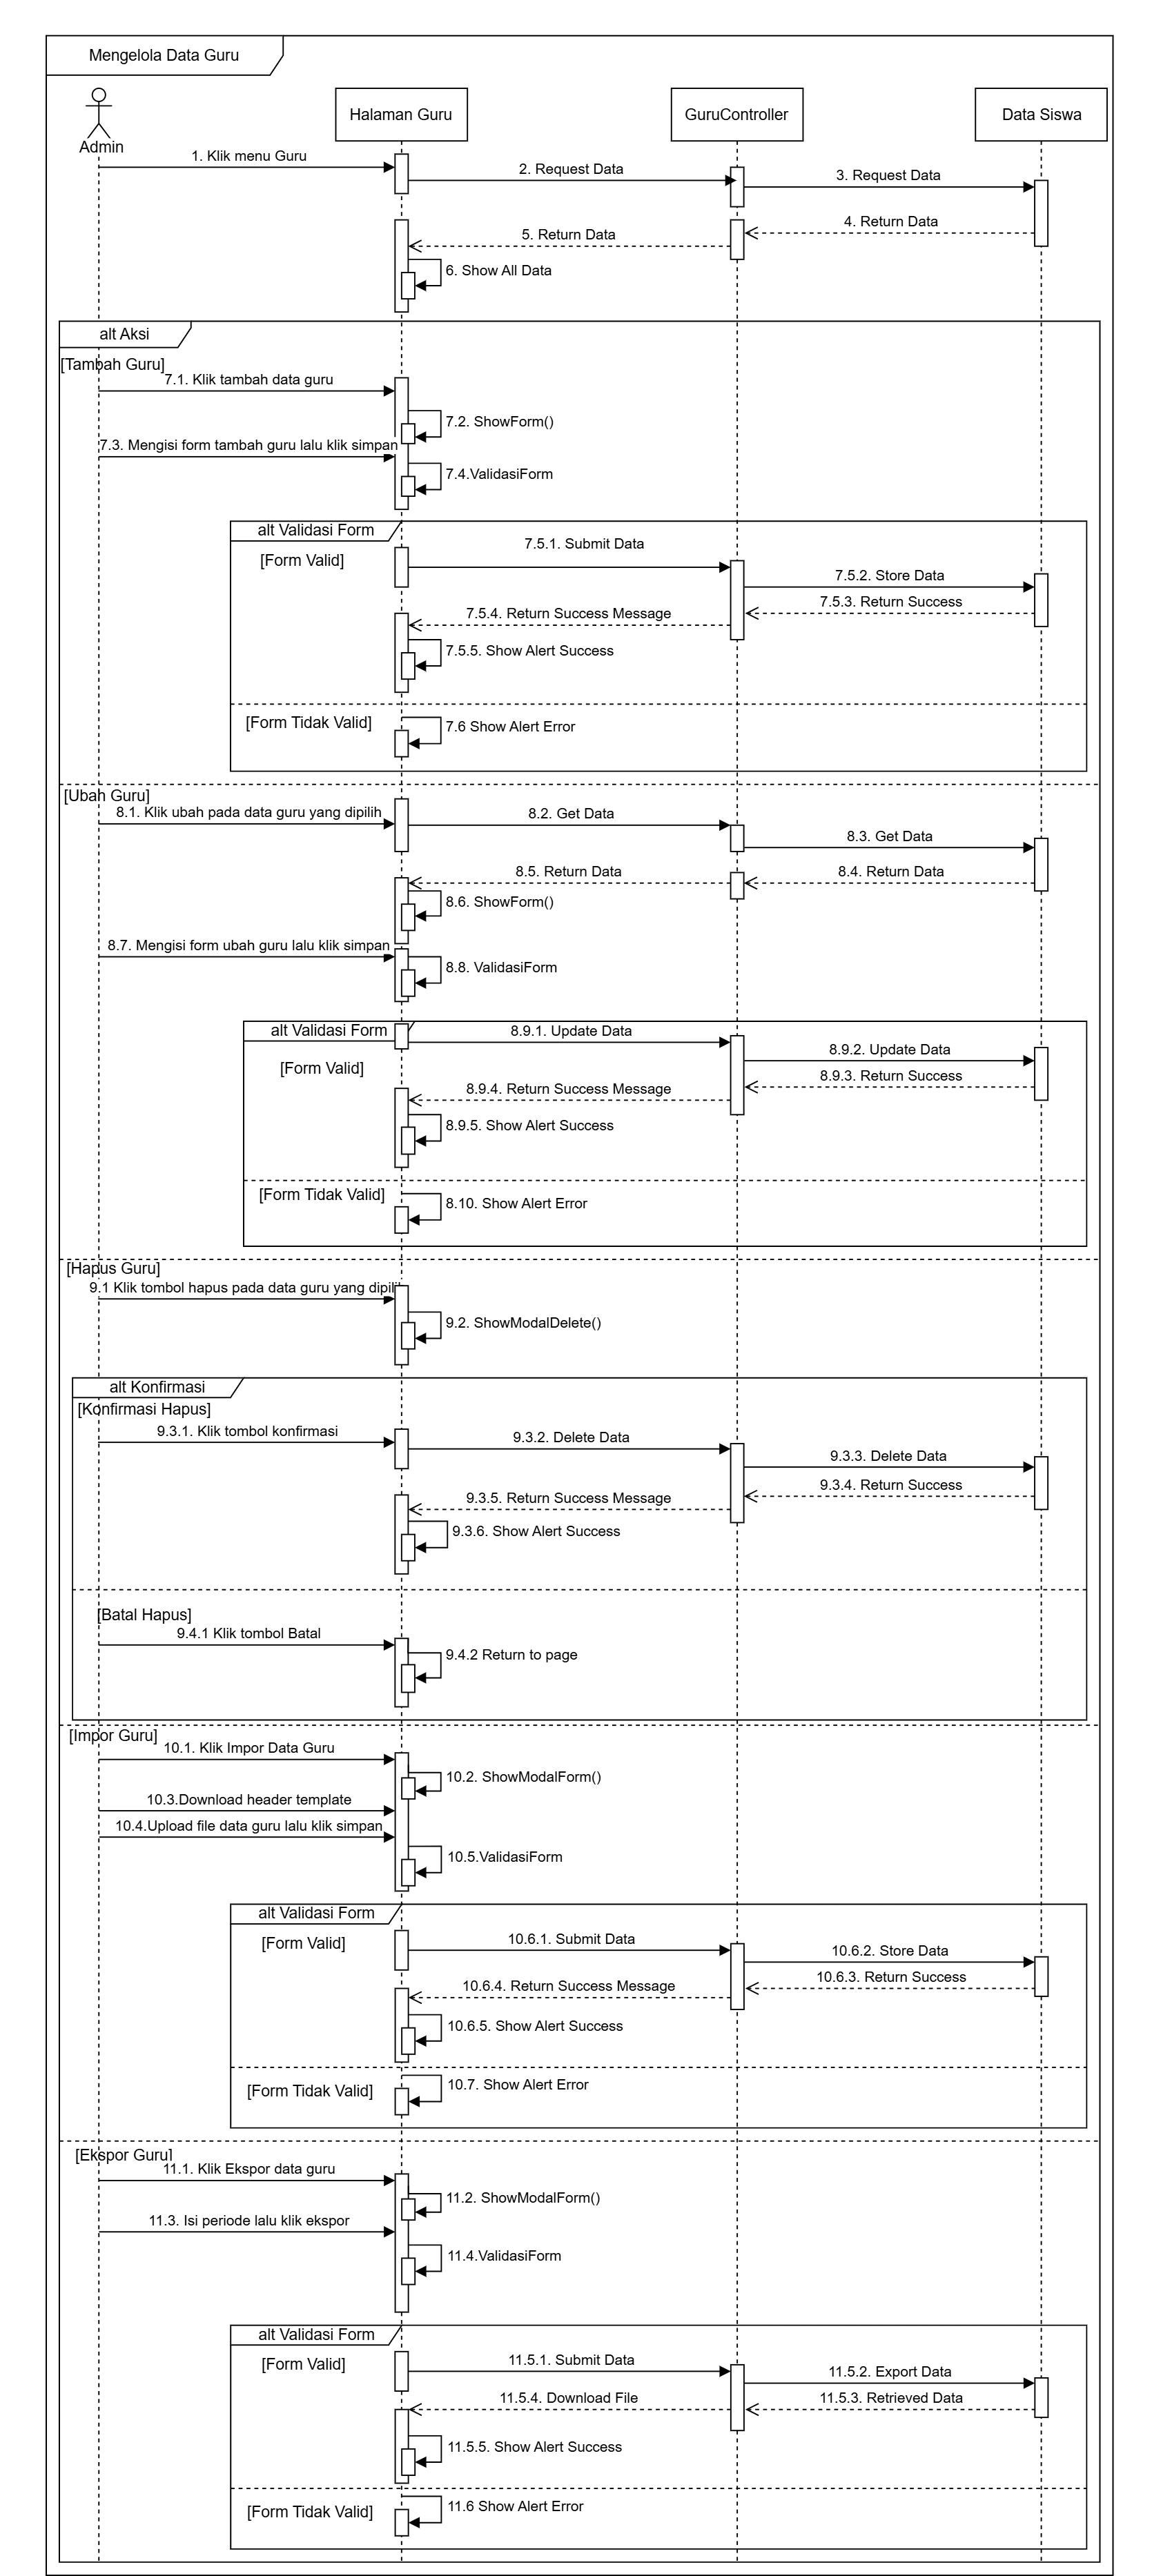 Mengelola Data Guru
Admin
Halaman Guru
GuruController
Data Siswa
1. Klik menu Guru
2. Request Data
3. Request Data
4. Return Data
5. Return Data
6. Show All Data
alt Aksi
[Tambah Guru]
7.1. Klik tambah data guru
7.2. ShowForm()
7.3. Mengisi form tambah guru lalu klik simpan
7.4.ValidasiForm
alt Validasi Form
[Form Valid]
7.5.1. Submit Data
7.5.2. Store Data
7.5.3. Return Success
7.5.4. Return Success Message
7.5.5. Show Alert Success
[Form Tidak Valid]
7.6 Show Alert Error
[Ubah Guru]
8.1. Klik ubah pada data guru yang dipilih
8.2. Get Data
8.3. Get Data
8.4. Return Data
8.5. Return Data
8.6. ShowForm()
8.7. Mengisi form ubah guru lalu klik simpan
8.8. ValidasiForm
alt Validasi Form
[Form Valid]
8.9.1. Update Data
8.9.2. Update Data
8.9.3. Return Success
8.9.4. Return Success Message
8.9.5. Show Alert Success
[Form Tidak Valid]
8.10. Show Alert Error
[Hapus Guru]
9.1 Klik tombol hapus pada data guru yang
9.2. ShowModalDelete()
alt Konfirmasi
[Konfirmasi Hapus]
9.3.1. Klik tombol konfirmasi
9.3.2. Delete Data
9.3.3. Delete Data
9.3.4. Return Success
9.3.5. Return Success Message
9.3.6. Show Alert Success
[Batal Hapus]
9.4.1 Klik tombol Batal
9.4.2 Return to page
[Impor Guru]
10.1. Klik Impor Data Guru
10.2. ShowModalForm()
10.3.Download header template
10.4.Upload file data guru lalu klik simpan
10.5.ValidasiForm
alt Validasi Form
[Form Valid]
10.6.1. Submit Data
10.6.2. Store Data
10.6.3. Return Success
10.6.4. Return Success Message
10.6.5. Show Alert Success
[Form Tidak Valid]
10.7. Show Alert Error
[Ekspor Guru]
11.1. Klik Ekspor data guru
11.2. ShowModalForm()
11.3. Isi periode lalu klik ekspor
11.4.ValidasiForm
alt Validasi Form
[Form Valid]
11.5.1. Submit Data
11.5.2. Export Data
11.5.3. Retrieved Data
11.5.4. Download File
11.5.5. Show Alert Success
[Form Tidak Valid]
11.6 Show Alert Error